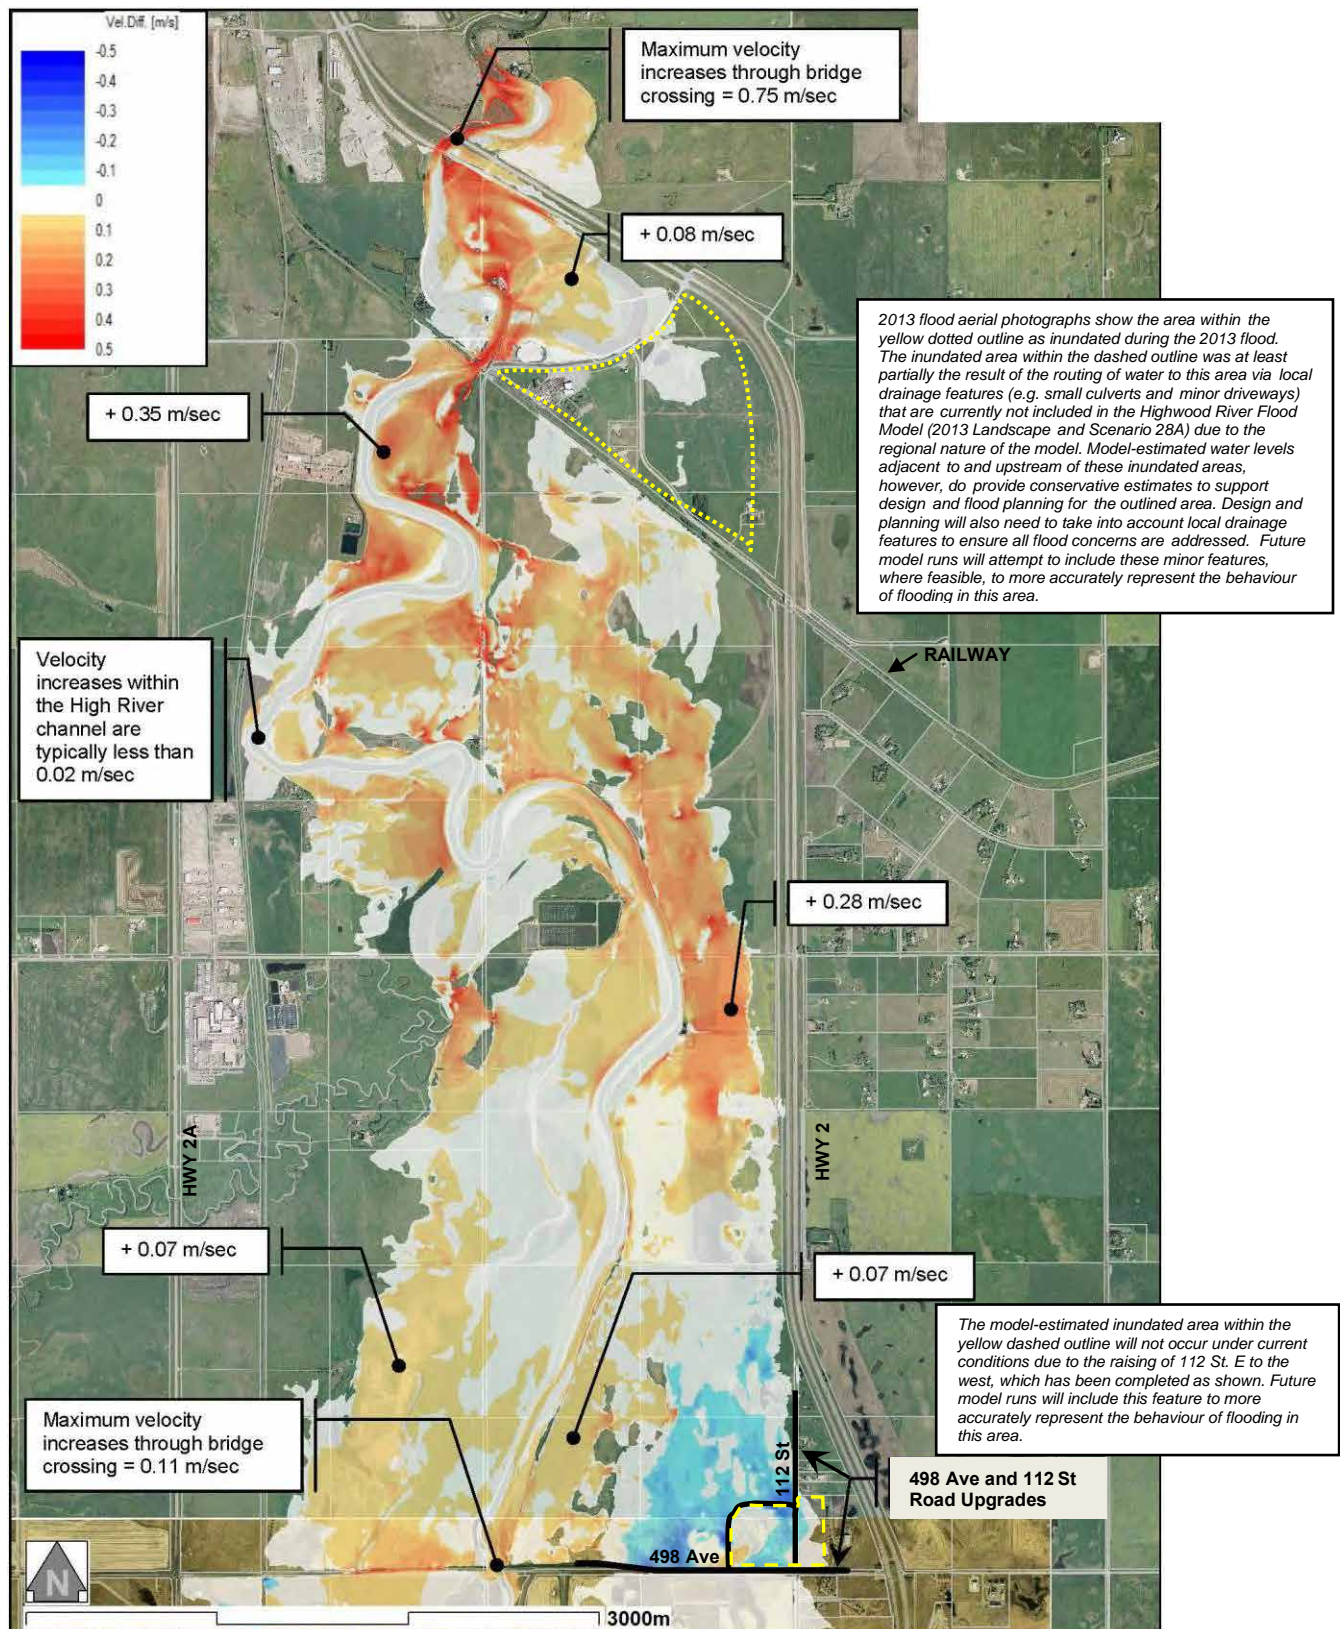 Vel.Diff. [m/s]
-0.5
-0.4
-0.3
-0.2
-0.1
0
0.1
0.2
0.3
0.4
0.5
Maximum velocity
increases through bridge
crossing = 0.75 m/sec
+ 0.08 m/sec
2013 flood aerial photographs show the area within the
yellow dotted outline as inundated during the 2013 flood.
The inundated area within the dashed outline was at least
partially the result of the routing of water to this area via local
drainage features (e.g. small culverts and minor driveways)
that are currently not included in the Highwood River Flood
Model (2013 Landscape and Scenario 28A) due to the
regional nature of the model. Model-estimated water levels
adjacent to and upstream of these inundated areas,
however, do provide conservative estimates to support
design and flood planning for the outlined area. Design and
planning will also need to take into account local drainage
features to ensure all flood concerns are addressed. Future
model runs will attempt to include these minor features,
where feasible, to more accurately represent the behaviour
of flooding in this area.
+ 0.35 m/sec
RAILWAY
Velocity
increases within
the High River
channel are
typically less than
0.02 m/sec
+ 0.28 m/sec
HWY 2A
HWY 2
+ 0.07 m/sec
+ 0.07 m/sec
The model-estimated inundated area within the
yellow dashed outline will not occur under current
conditions due to the raising of 112 St. E to the
west, which has been completed as shown. Future
model runs will include this feature to more
accurately represent the behaviour of flooding in
this area.
Maximum velocity
increases through bridge
crossing = 0.11 m/sec
112 St
498 Ave and 112 St
Road Upgrades
498 Ave
N
3000m